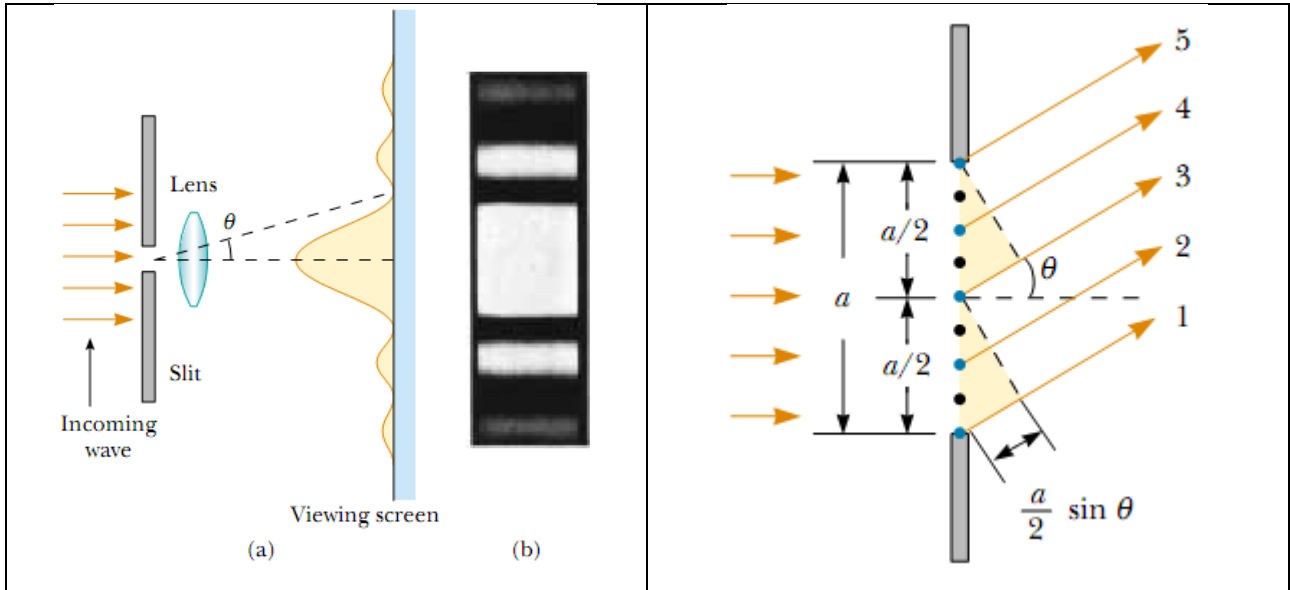 Lens
θ
Slit
Incoming
wave
Viewing screen
(a)
(b)
5
4
3
a/2
θ
2
a
1
a/2
a/2 sin θ